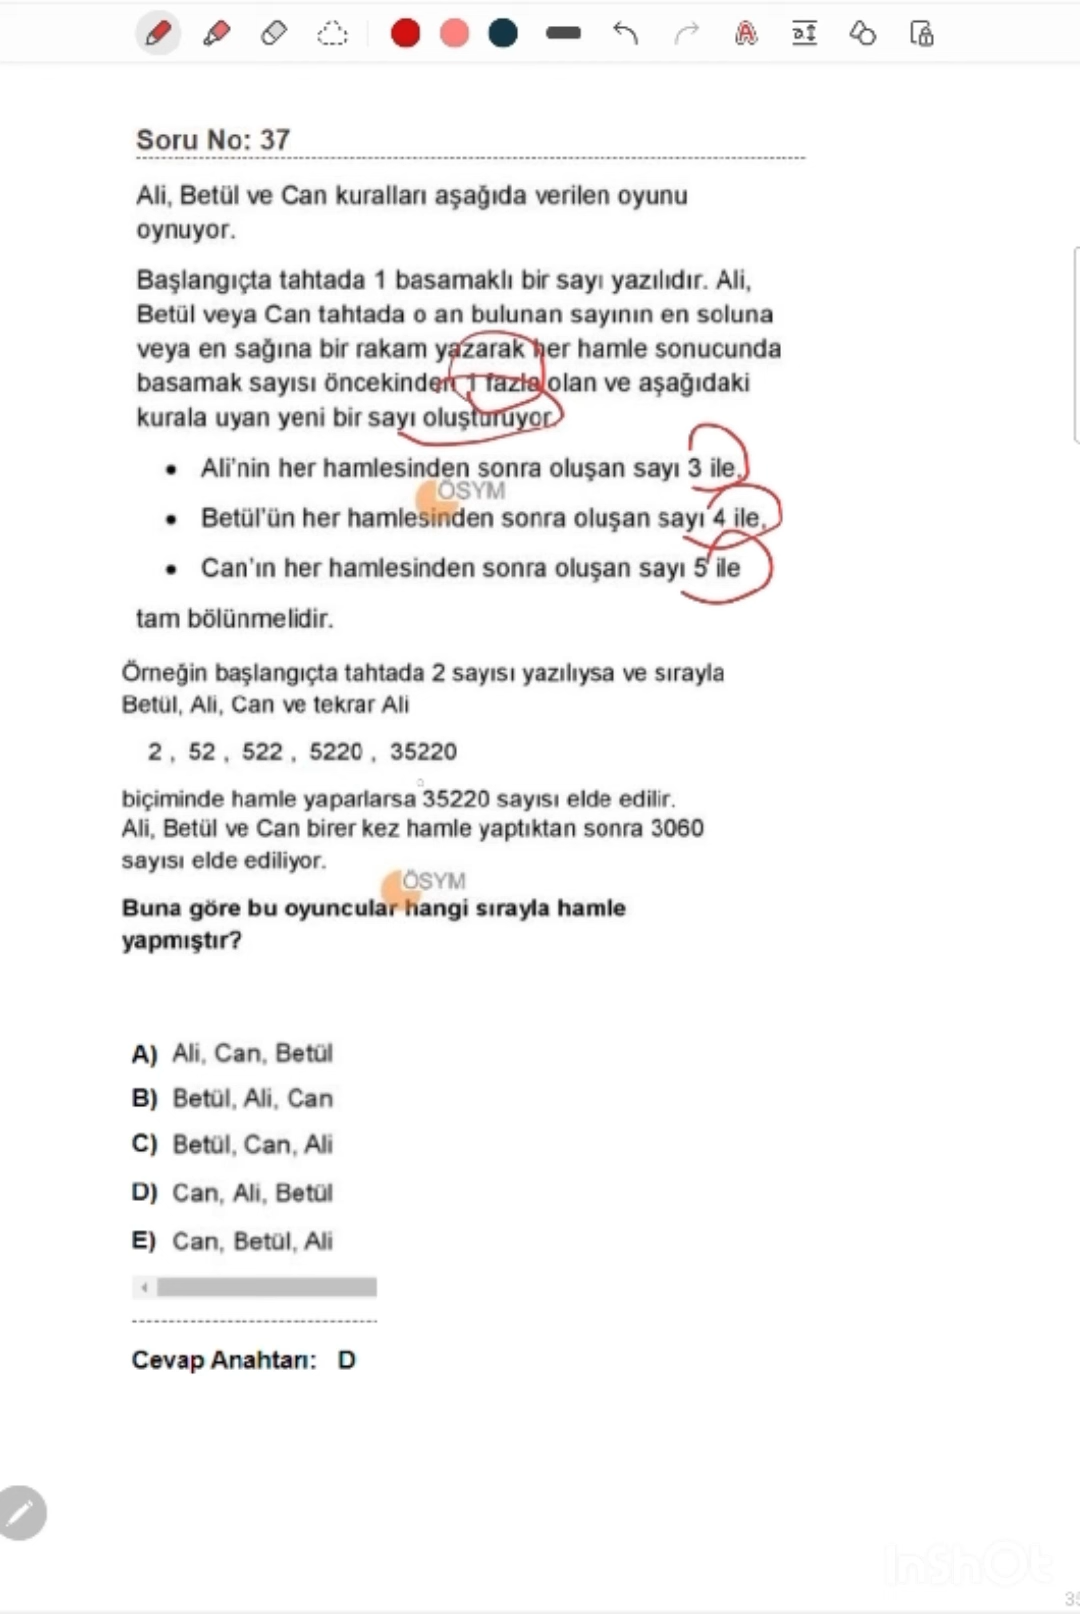 Soru No: 37
Ali, Betül ve Can kuralları aşağıda verilen oyunu
oynuyor.
Başlangıçta tahtada 1 basamaklı bir sayı yazılıdır. Ali,
Betül veya Can tahtada o an bulunan sayının en soluna
veya en sağına bir rakam yazarak her hamle sonucunda
basamak sayısı öncekinden 1 fazla olan ve aşağıdaki
kurala uyan yeni bir sayı oluşturuyor.
• Ali'nin her hamlesinden sonra oluşan sayı 3 ile,
ÖSYM
• Betül'ün her hamlesinden sonra oluşan sayı 4 ile,
• Can'ın her hamlesinden sonra oluşan sayı 5 ile
tam bölünmelidir.
Örneğin başlangıçta tahtada 2 sayısı yazılıysa ve sırayla
Betül, Ali, Can ve tekrar Ali
2 , 52 , 522 , 5220 , 35220
biçiminde hamle yaparlarsa 35220 sayısı elde edilir.
Ali, Betül ve Can birer kez hamle yaptıktan sonra 3060
sayısı elde ediliyor.
ÖSYM
Buna göre bu oyuncular hangi sırayla hamle
yapmıştır?
A) Ali, Can, Betül
B) Betül, Ali, Can
C) Betül, Can, Ali
D) Can, Ali, Betül
E) Can, Betül, Ali
Cevap Anahtarı: D
InShOt
35